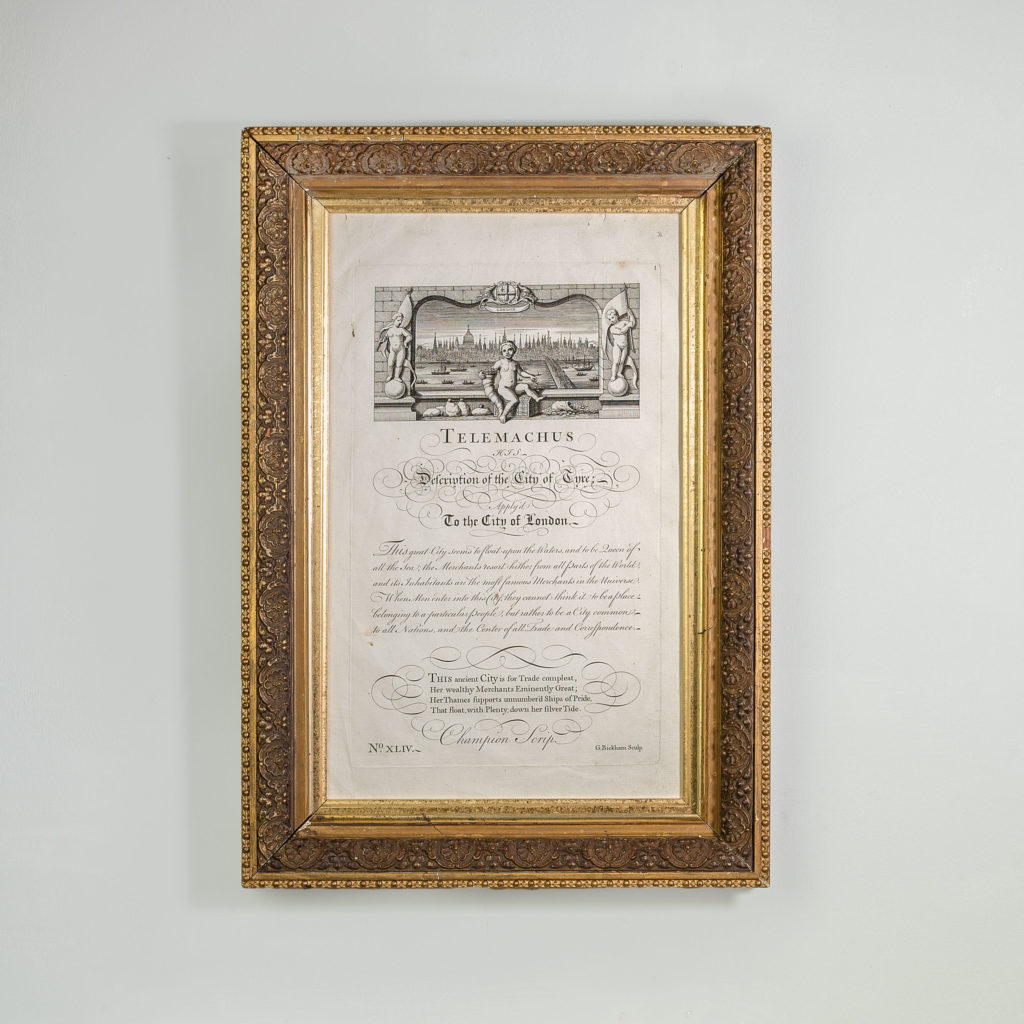 LONDON
TELEMACHUS
HIS
Description of the City of Tyre;
Apply'd
To the City of London.
This great City seems to float upon the Waters, and to be Queen of
all the Sea; the Merchants resort hither from all parts of the World,
and its Inhabitants are the most famous Merchants in the Universe.
When Men enter into this City, they cannot think it to be a place
belonging to a particular People, but rather to be a City common
to all Nations, and the Center of all Trade and Correspondence.
THIS ancient City is for Trade compleat,
Her wealthy Merchants Eminently Great;
Her Thames supports unnumber'd Ships of Pride,
That float, with Plenty, down her silver Tide.
Champion Scrip.
No. XLIV.
G. Bickham Sculp.